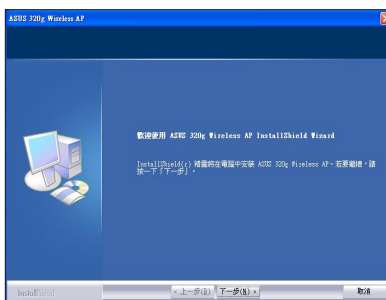 ASUS 320g Wireless AP
歡迎使用 ASUS 320g Wireless AP InstallShield Wizard
InstallShield(r) 精靈將在電腦中安裝 ASUS 320g Wireless AP。若要繼續，請
按一下「下一步」。
InstallShield
< 上一步(B) 下一步(N) > 取消